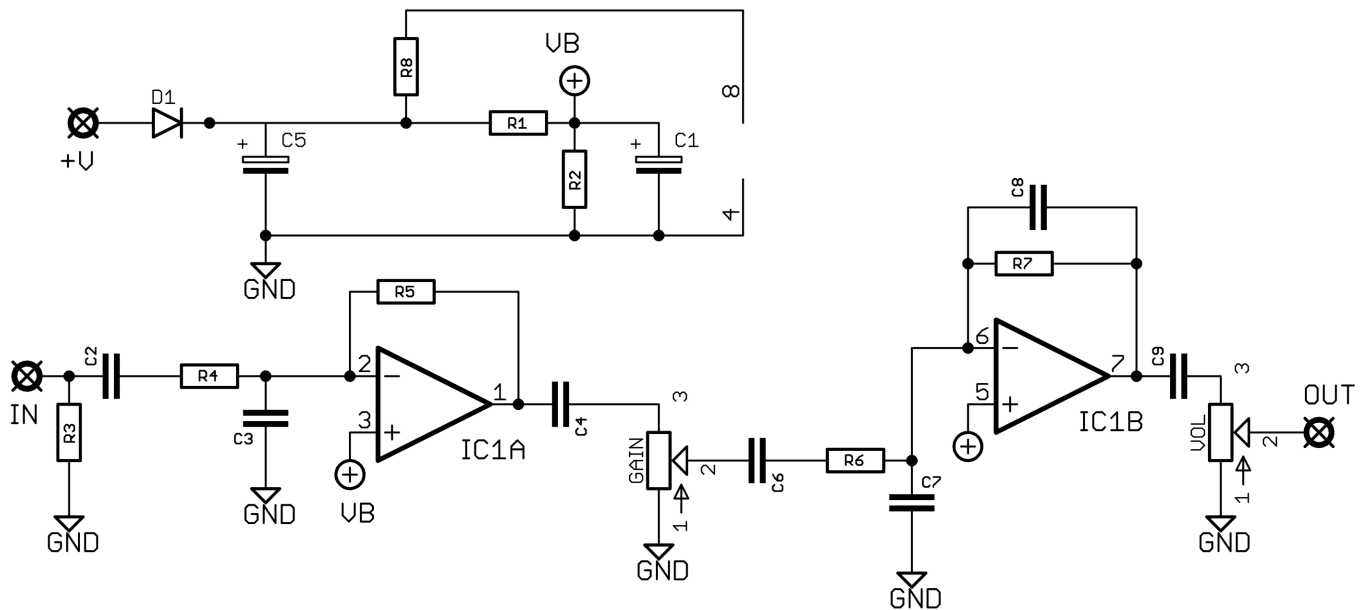 VB
R8
8
D1
+V
+
C5
R1
R2
+
C1
4
GND
C8
R7
R5
6
7
C9
3
OUT
IN
C2
R4
2
1
3
IC1A
C4
3
5
IC1B
VOL
2
1
R3
C3
GAIN
2
C6
R6
C7
GND
GND
VB
1
GND
GND
GND